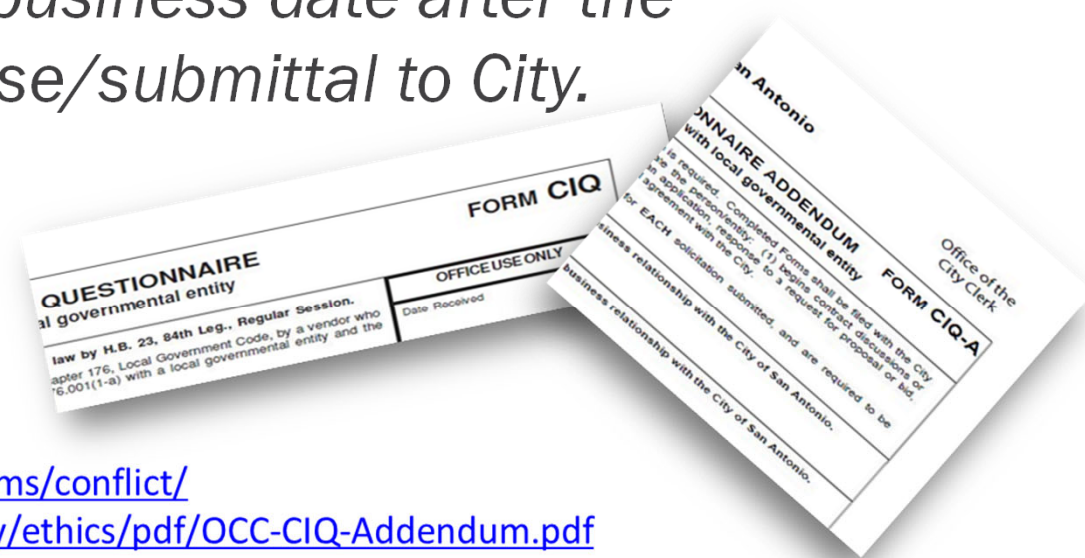 business date after the
se/submittal to City.
FORM CIQ
QUESTIONNAIRE
al governmental entity
OFFICE USE ONLY
law by H.B. 23, 84th Leg., Regular Session.
Date Received
apter 176, Local Government Code, by a vendor who
6.001(1-a) with a local governmental entity and the
n Antonio
Office of the
City Clerk
ONNAIRE ADDENDUM
FORM CIQ-A
with local governmental entity
is required. Completed Forms shall be filed with the City
the person/entity: (1) begins contract discussions or
an application, response to a request for proposal or bid,
agreement with the City.
for EACH solicitation submitted, and are required to be
siness relationship with the City of San Antonio.
business relationship with the City of San Antonio.
ms/conflict/
/ethics/pdf/OCC-CIQ-Addendum.pdf